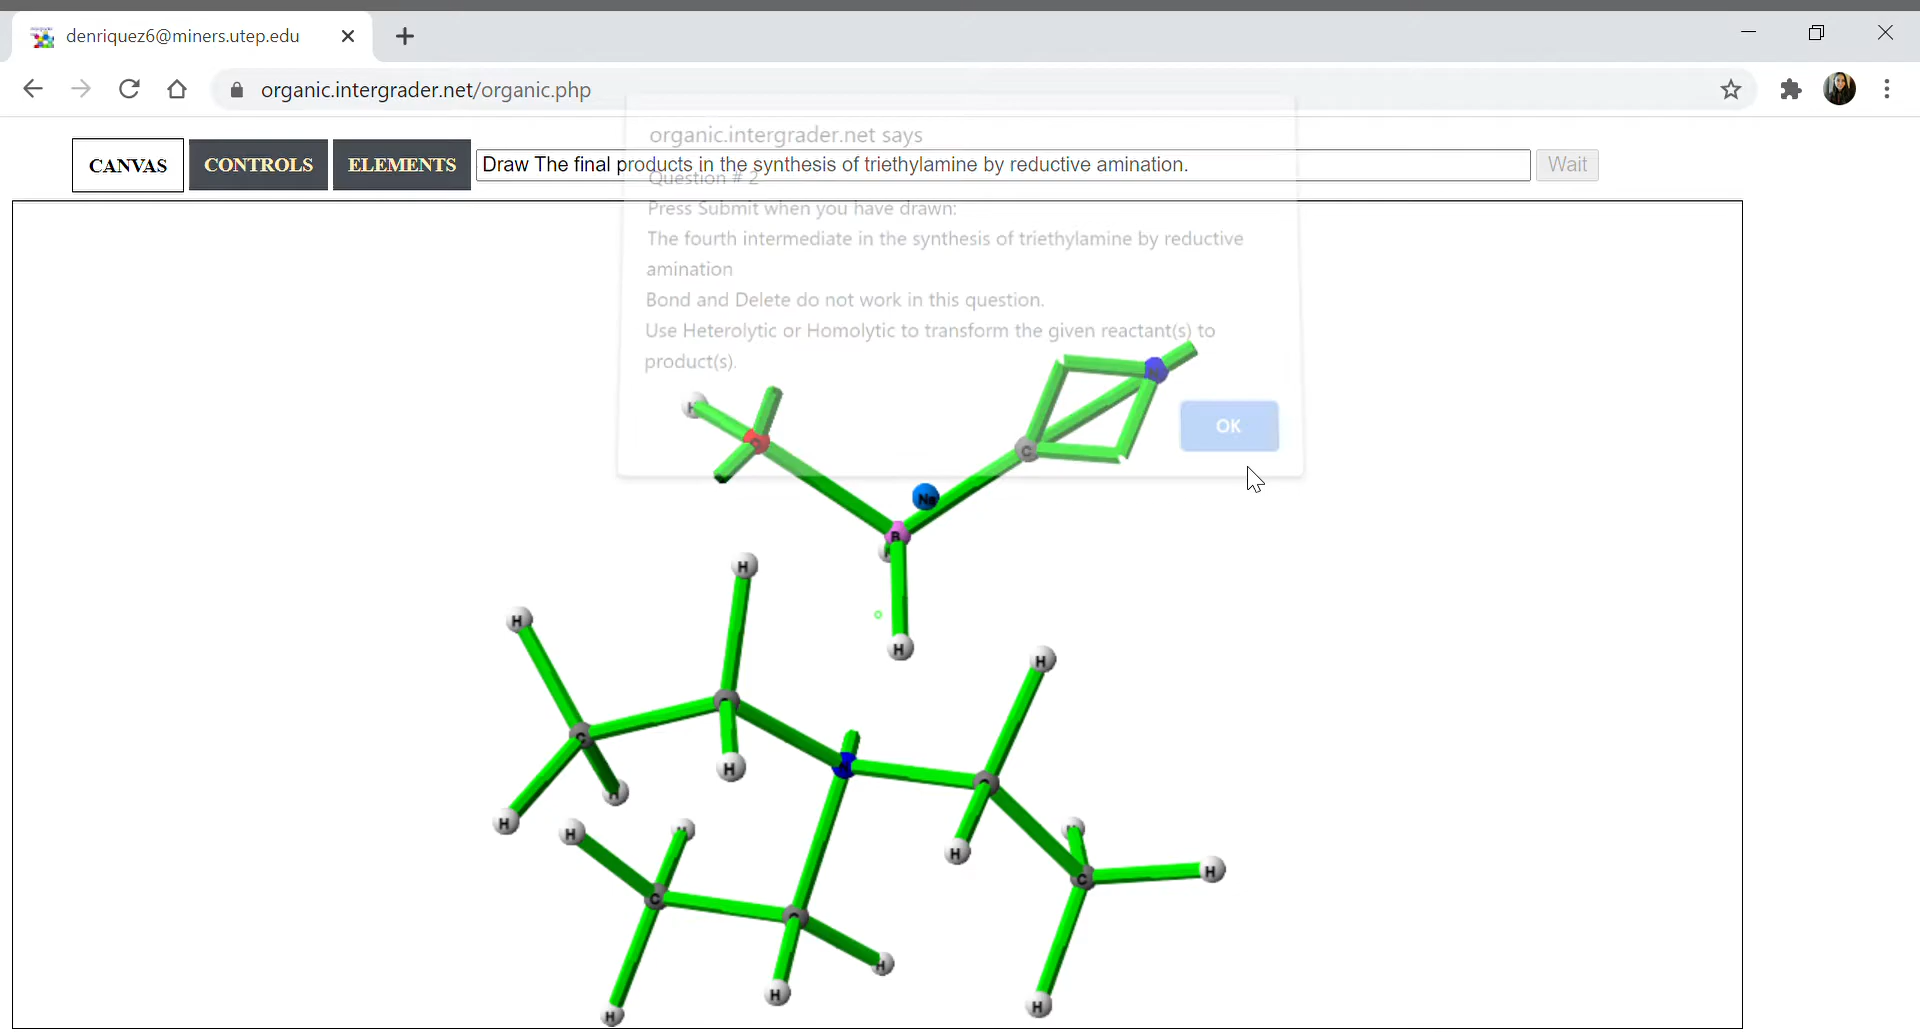 denriquez6@miners.utep.edu
organic.intergrader.net/organic.php
CANVAS CONTROLS ELEMENTS Draw The final products in the synthesis of triethylamine by reductive amination. Wait
organic.intergrader.net says
Question # 2
Press Submit when you have drawn:
The fourth intermediate in the synthesis of triethylamine by reductive
amination
Bond and Delete do not work in this question.
Use Heterolytic or Homolytic to transform the given reactant(s) to
product(s).
OK
H
C
Na
B
H
H
H
H
C
H
H
H
H
H
H
C
H
C
H
H
H
H
H